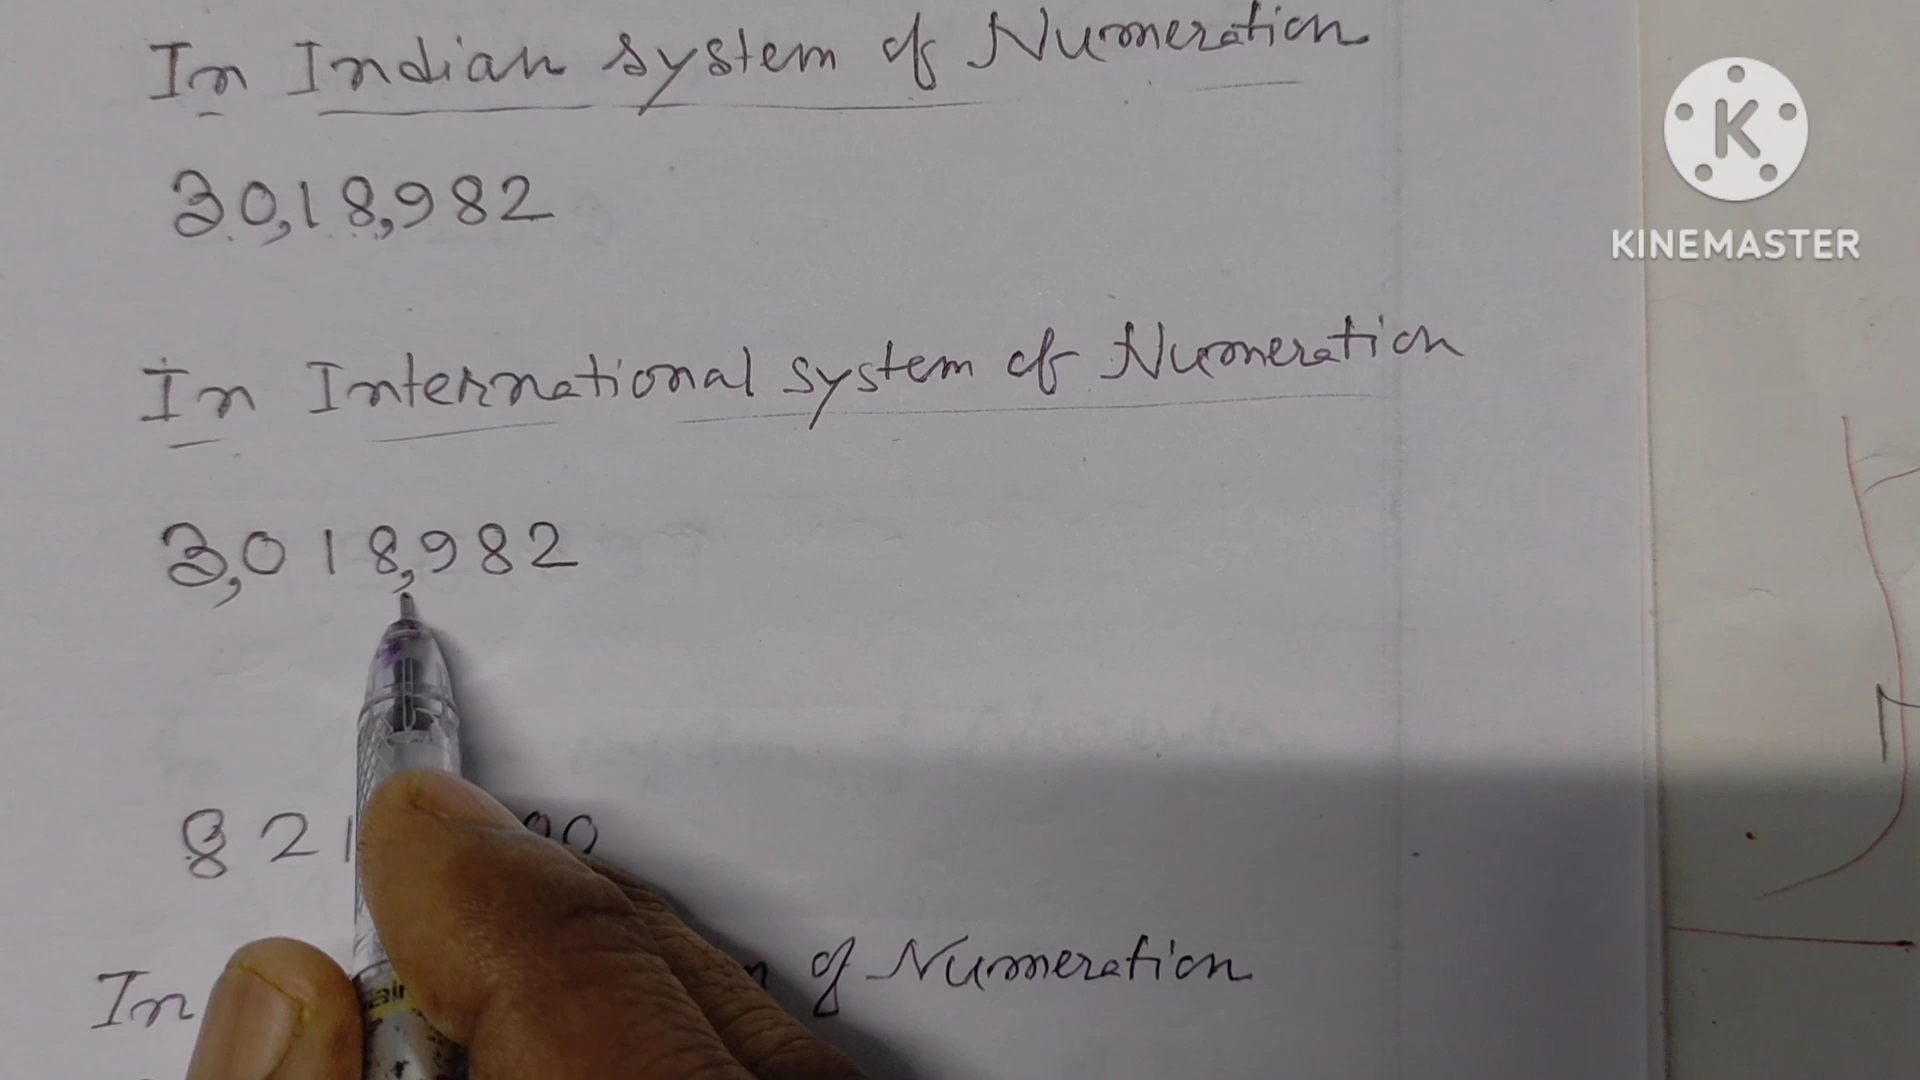 In Indian system of Numeration
30,18,982
KINEMASTER
In International system of Numeration
3,018,982
821
In of Numeration